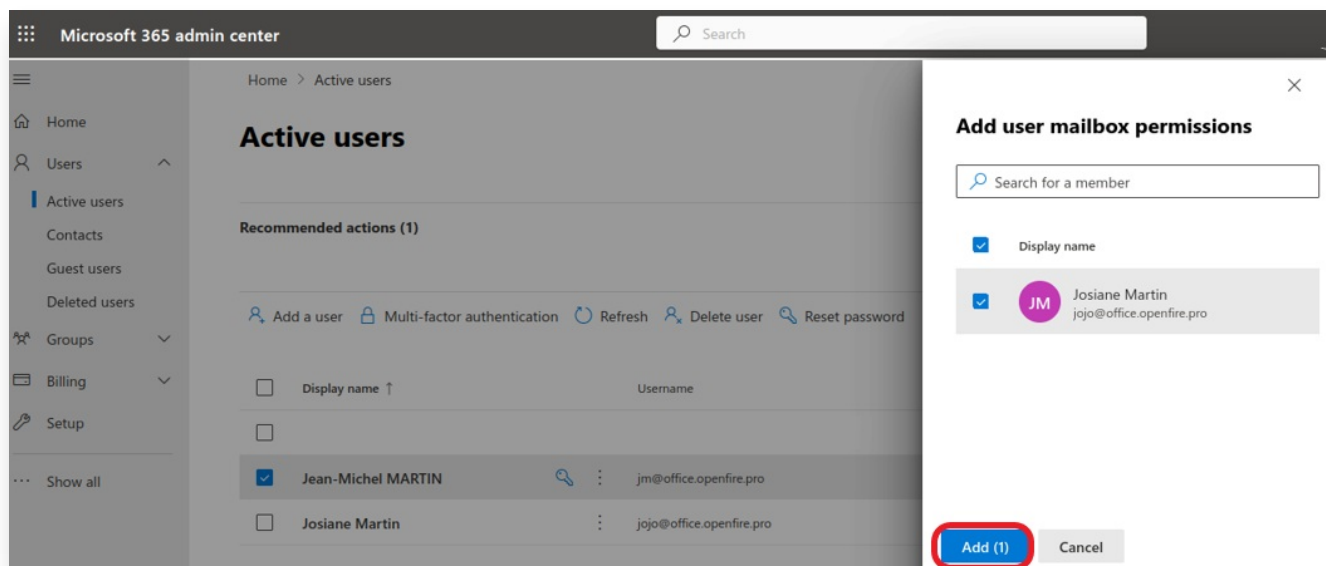 Microsoft 365 admin center
Search
Home
Users
Active users
Contacts
Guest users
Deleted users
Groups
Billing
Setup
Show all
Home > Active users
Active users
Recommended actions (1)
Add a user Multi-factor authentication Refresh Delete user Reset password
Display name ↑ Username
Jean-Michel MARTIN jm@office.openfire.pro
Josiane Martin jojo@office.openfire.pro
Add user mailbox permissions
Search for a member
Display name
JM
Josiane Martin
jojo@office.openfire.pro
Add (1) Cancel